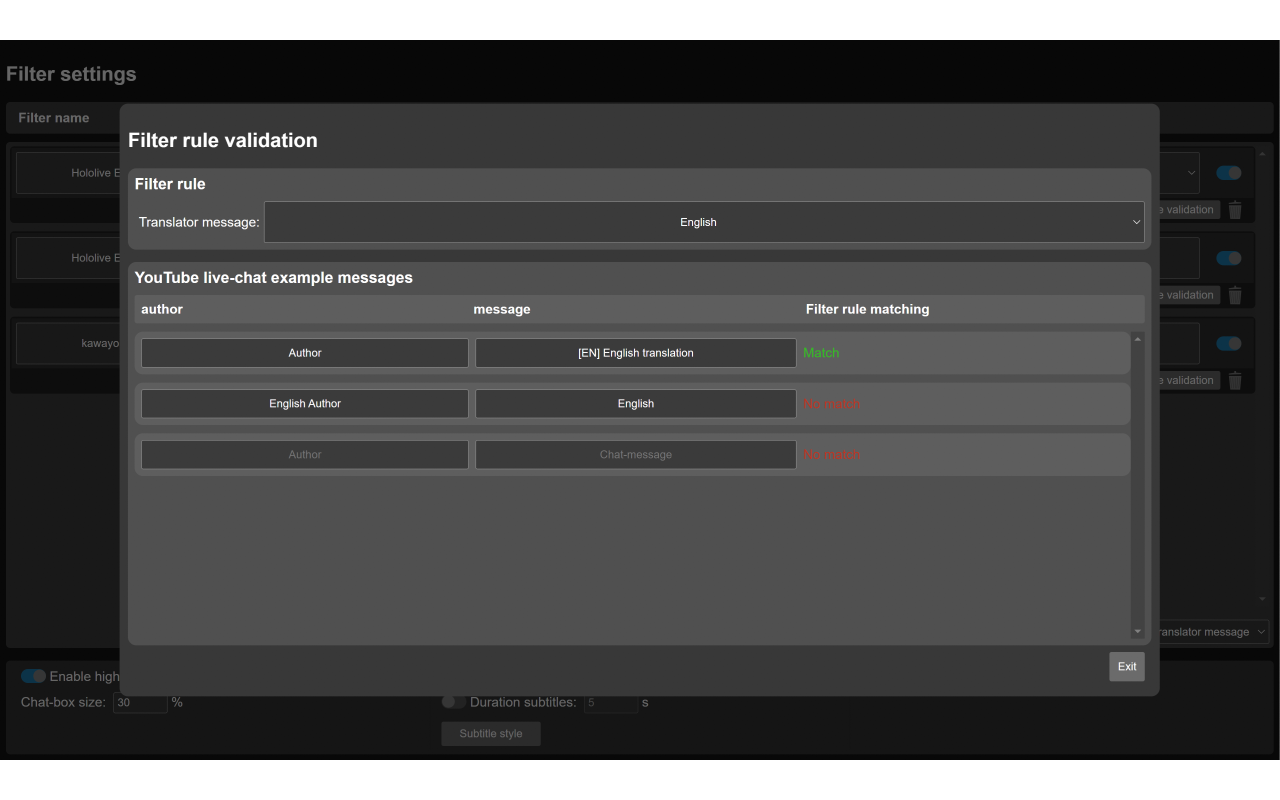 Filter settings
Filter name
Filter rule validation
Hololive E
Filter rule
Translator message: English
e validation
Hololive E
YouTube live-chat example messages
e validation
author message Filter rule matching
kawayo
Author [EN] English translation Match
e validation
English Author English No match
Author Chat-message No match
ranslator message
Exit
Enable high
Chat-box size: 30 %
Duration subtitles: 5 s
Subtitle style